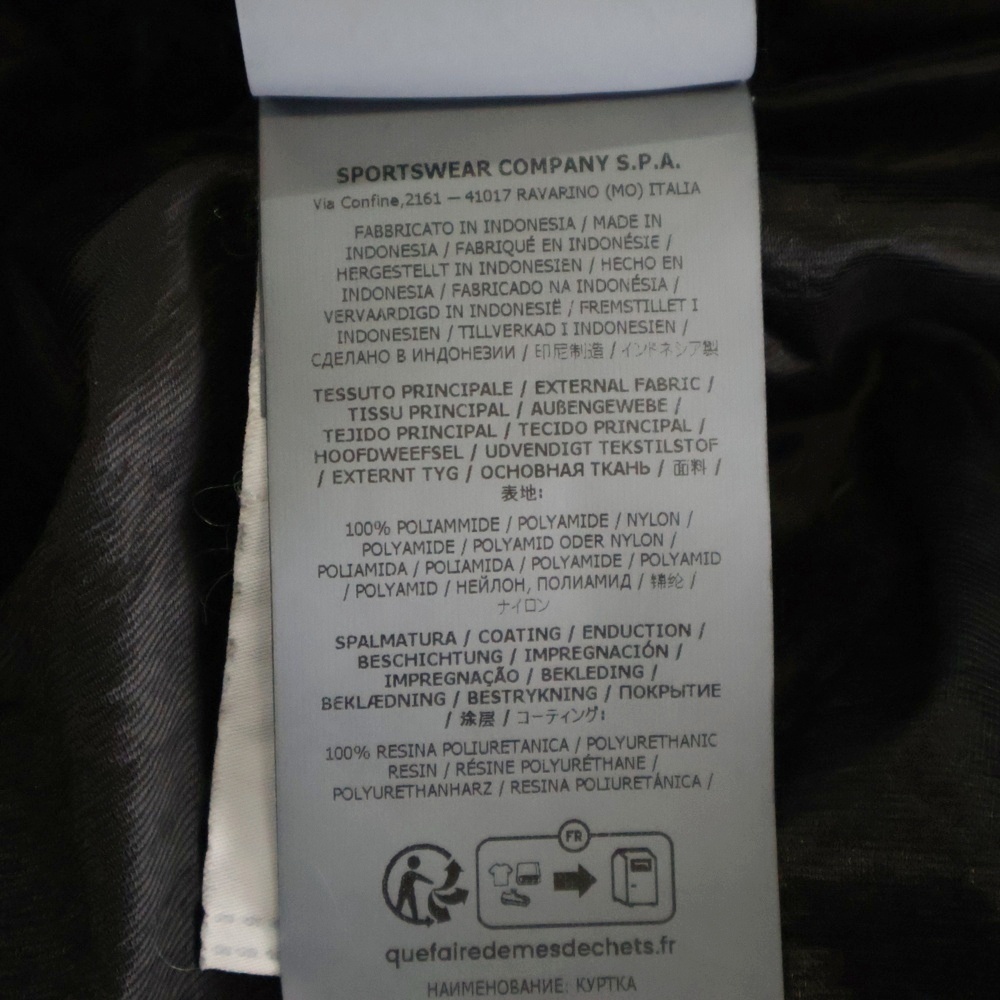 SPORTSWEAR COMPANY S.P.A.
Via Confine,2161 — 41017 RAVARINO (MO) ITALIA
FABBRICATO IN INDONESIA / MADE IN
INDONESIA / FABRIQUÉ EN INDONÉSIE /
HERGESTELLT IN INDONESIEN / HECHO EN
INDONESIA / FABRICADO NA INDONÉSIA /
VERVAARDIGD IN INDONESIË / FREMSTILLET I
INDONESIEN / TILLVERKAD I INDONESIEN /
СДЕЛАНО В ИНДОНЕЗИИ / 印尼制造 / インドネシア製
TESSUTO PRINCIPALE / EXTERNAL FABRIC /
TISSU PRINCIPAL / AUßENGEWEBE /
TEJIDO PRINCIPAL / TECIDO PRINCIPAL /
HOOFDWEEFSEL / UDVENDIGT TEKSTILSTOF
/ EXTERNT TYG / ОСНОВНАЯ ТКАНЬ / 面料 /
表地:
100% POLIAMMIDE / POLYAMIDE / NYLON /
POLYAMIDE / POLYAMID ODER NYLON /
POLIAMIDA / POLIAMIDA / POLYAMIDE / POLYAMID
/ POLYAMID / НЕЙЛОН, ПОЛИАМИД / 锦纶 /
ナイロン
SPALMATURA / COATING / ENDUCTION /
BESCHICHTUNG / IMPREGNACIÓN /
IMPREGNAÇÃO / BEKLEDING /
BEKLÆDNING / BESTRYKNING / ПОКРЫТИЕ
/ 涂层 / コーティング:
100% RESINA POLIURETANICA / POLYURETHANIC
RESIN / RÉSINE POLYURÉTHANE /
POLYURETHANHARZ / RESINA POLIURETÁNICA /
FR
quefairedemesdechets.fr
НАИМЕНОВАНИЕ: КУРТКА